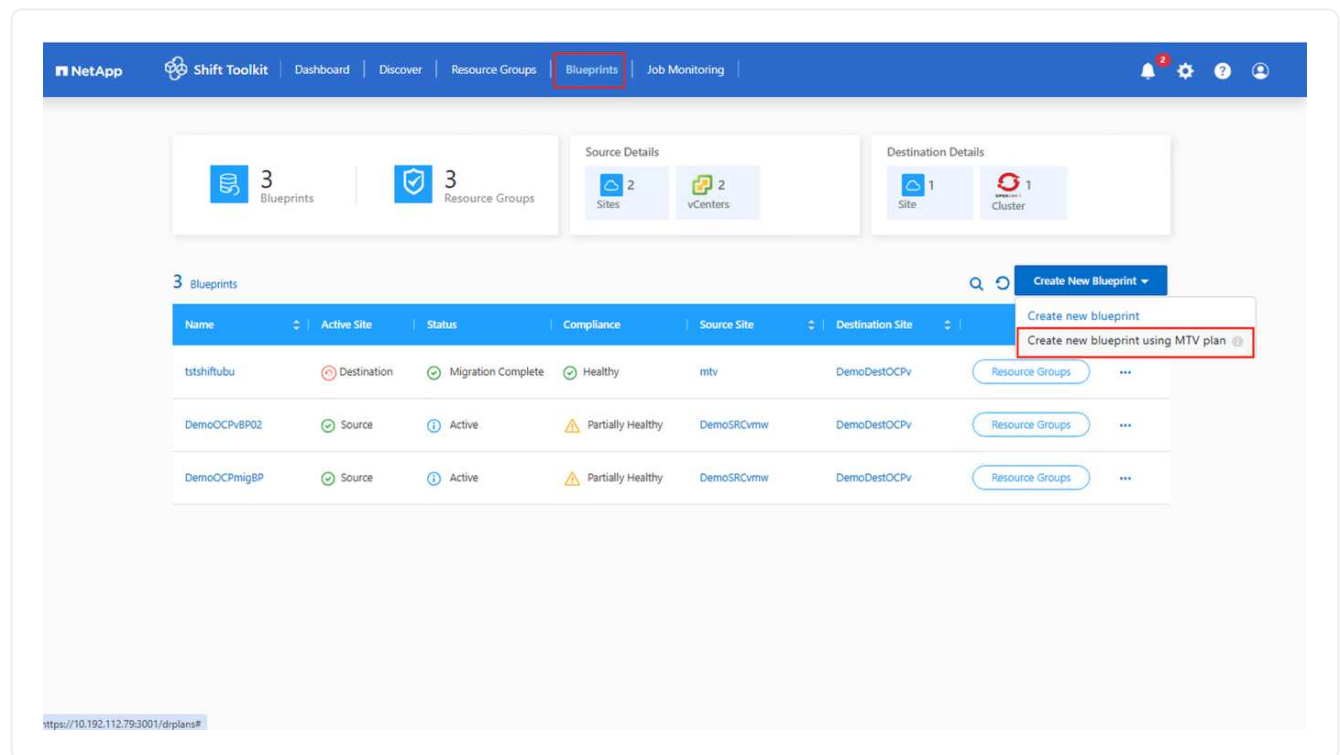 NetApp Shift Toolkit Dashboard Discover Resource Groups Blueprints Job Monitoring 2
Source Details Destination Details
3 Blueprints
3 Resource Groups
2 Sites
2 vCenters
1 Site
1 Cluster
3 Blueprints
Create New Blueprint
Create new blueprint
Create new blueprint using MTV plan
Name Active Site Status Compliance Source Site Destination Site
tstshiftubu Destination Migration Complete Healthy mtv DemoDestOCPv Resource Groups ...
DemoOCPvBP02 Source Active Partially Healthy DemoSRCvmw DemoDestOCPv Resource Groups ...
DemoOCPmigBP Source Active Partially Healthy DemoSRCvmw DemoDestOCPv Resource Groups ...
ttps://10.192.112.79:3001/drplans#